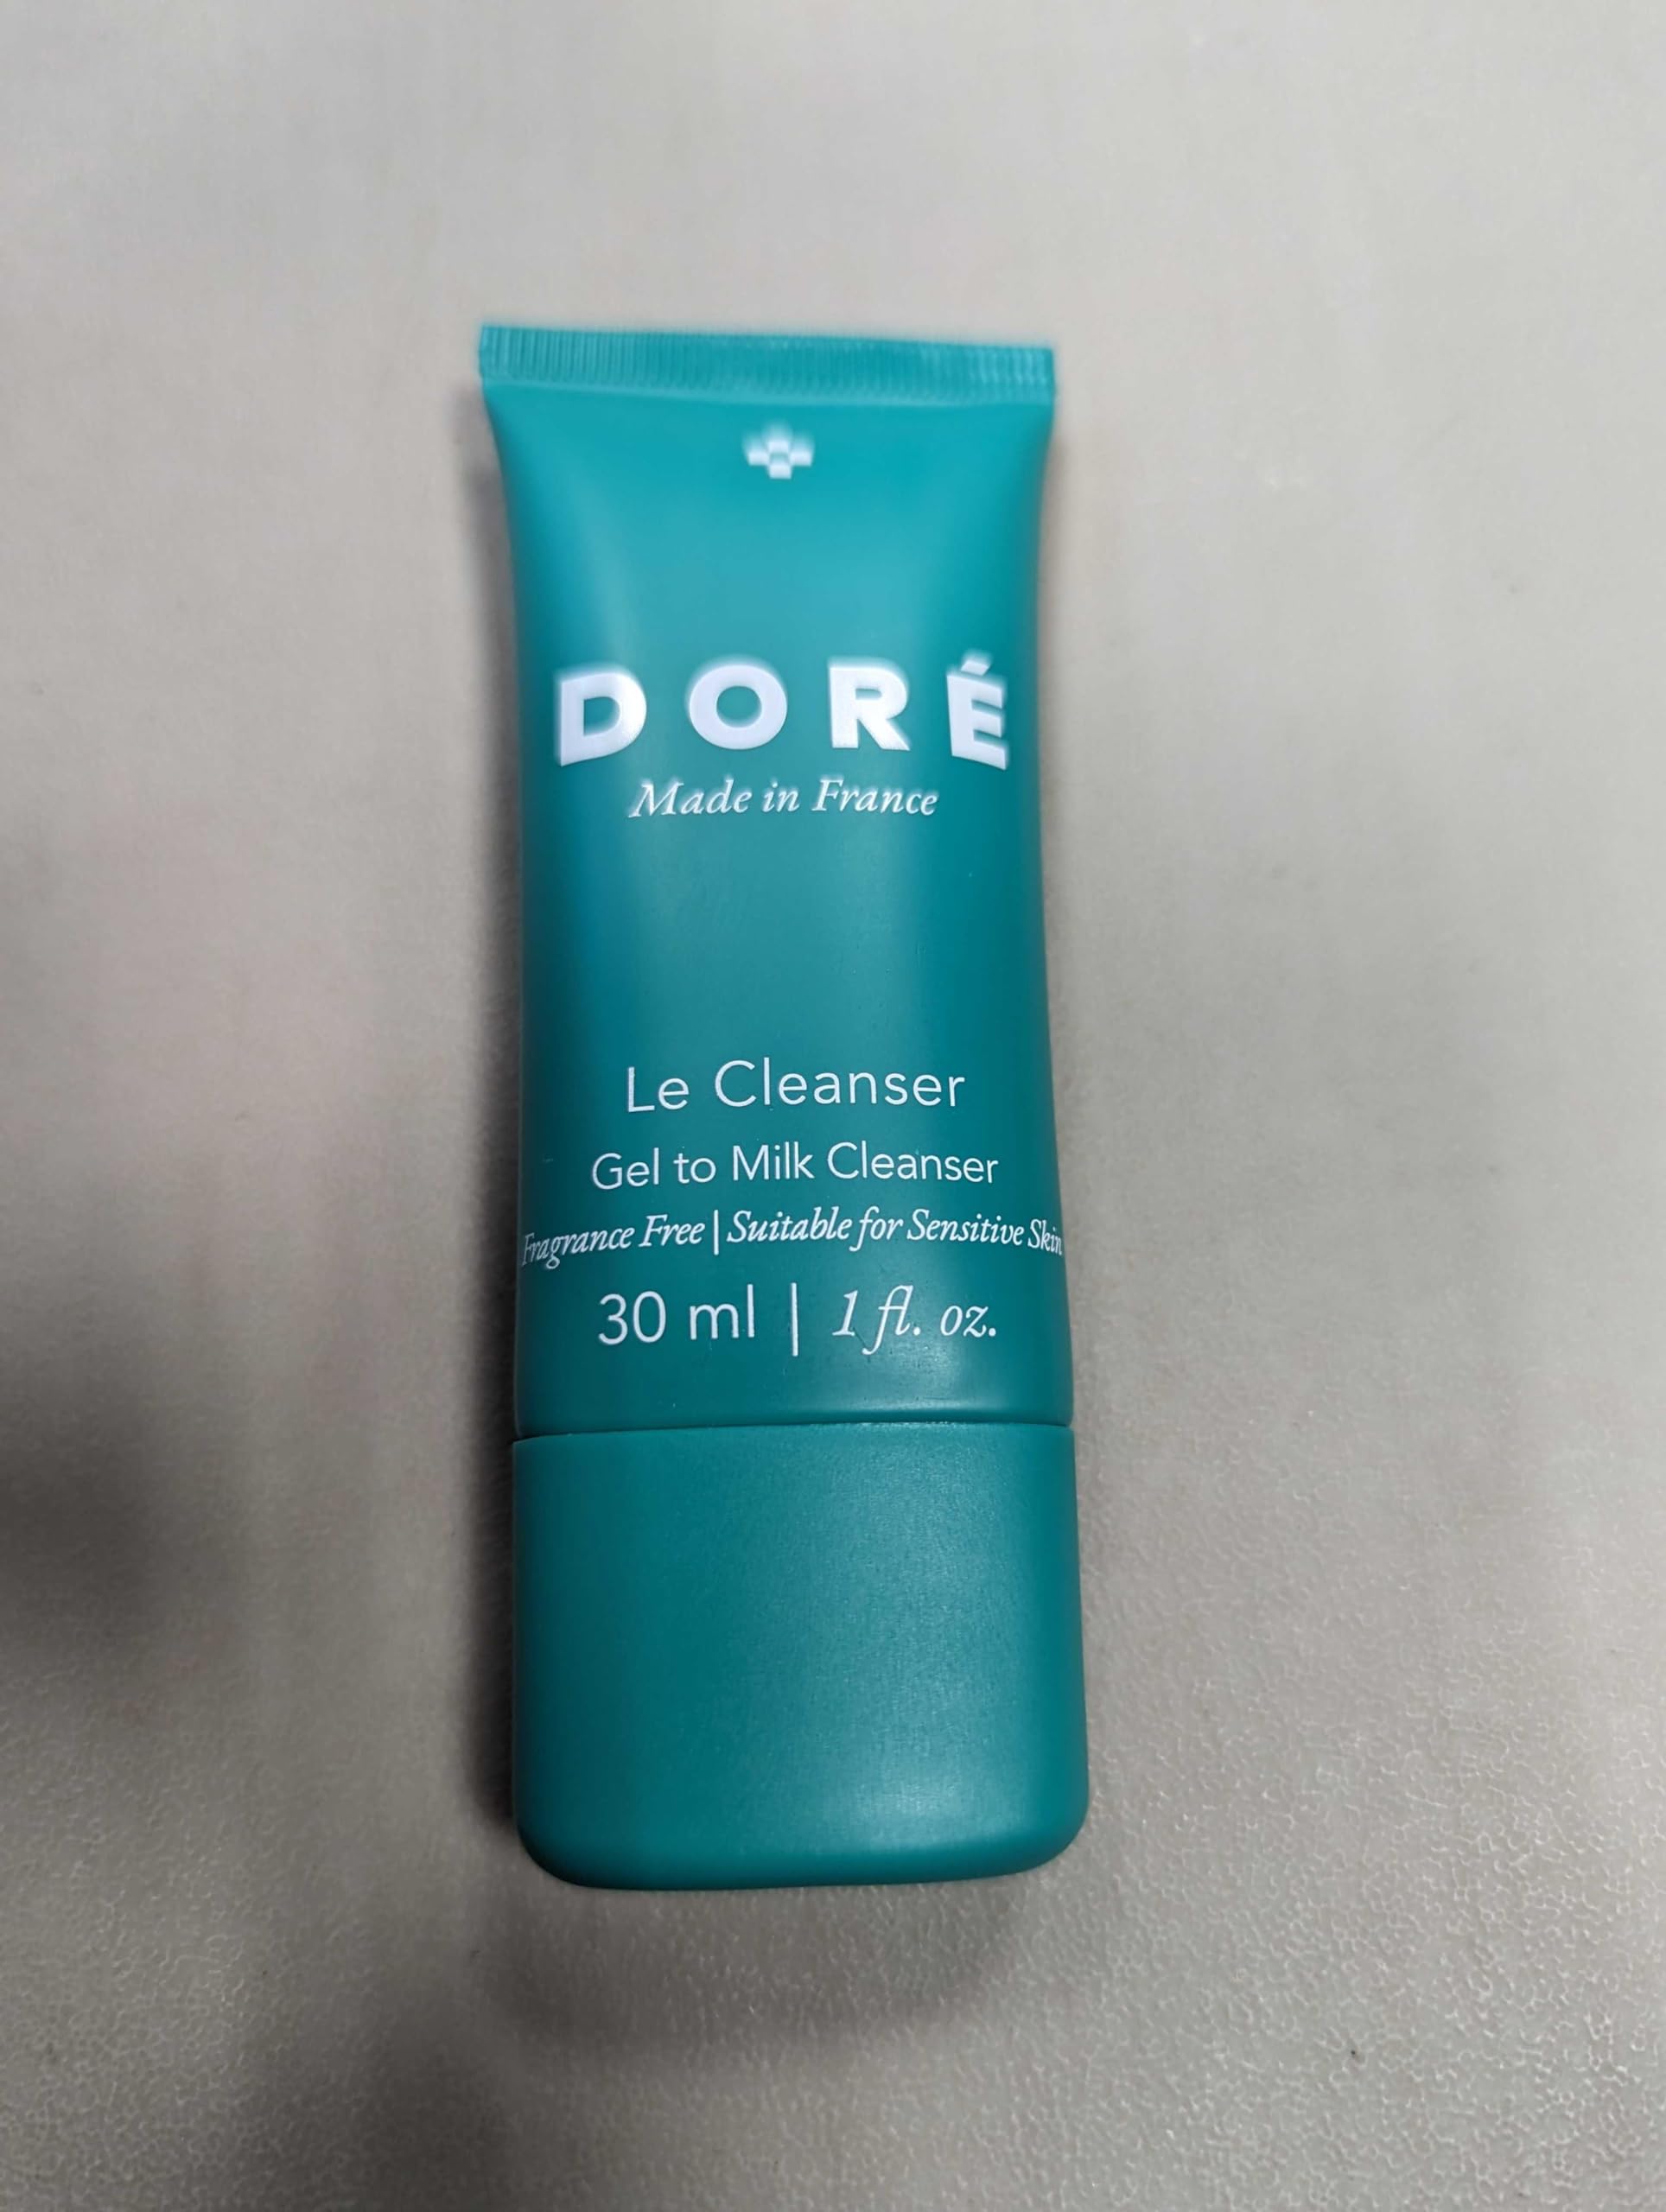 DORÉ
Made in France
Le Cleanser
Gel to Milk Cleanser
Fragrance Free | Suitable for Sensitive Skin
30 ml | 1 fl. oz.